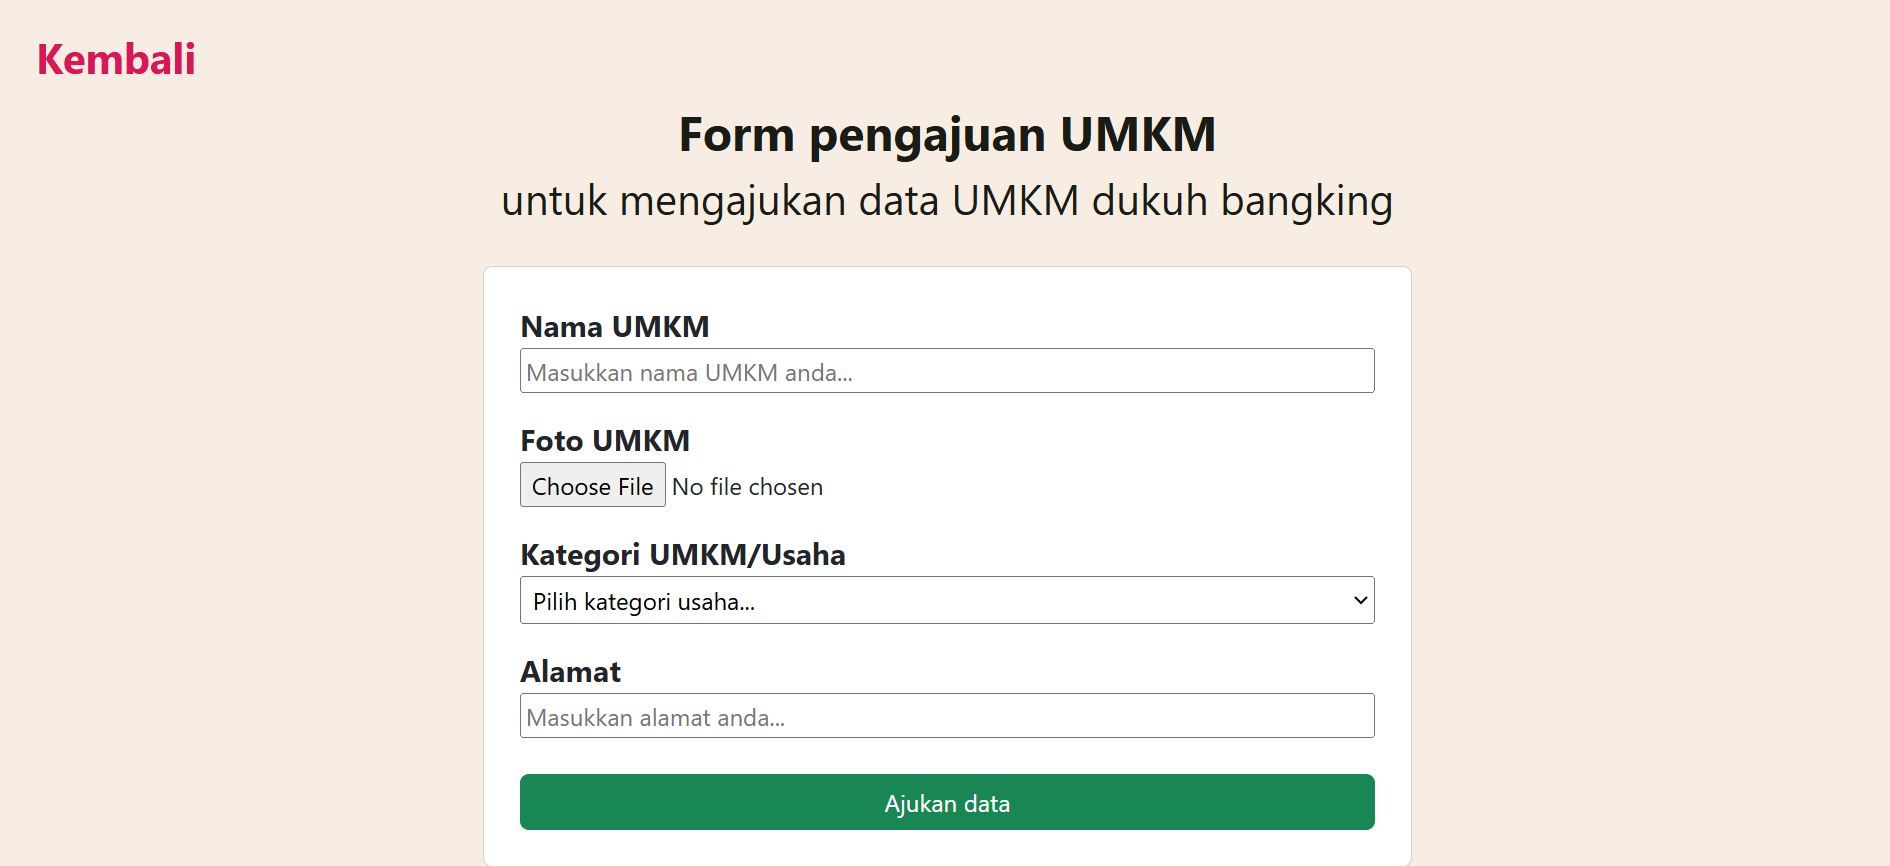 Kembali
Form pengajuan UMKM
untuk mengajukan data UMKM dukuh bangking
Nama UMKM
Masukkan nama UMKM anda...
Foto UMKM
Choose File No file chosen
Kategori UMKM/Usaha
Pilih kategori usaha...
Alamat
Masukkan alamat anda...
Ajukan data